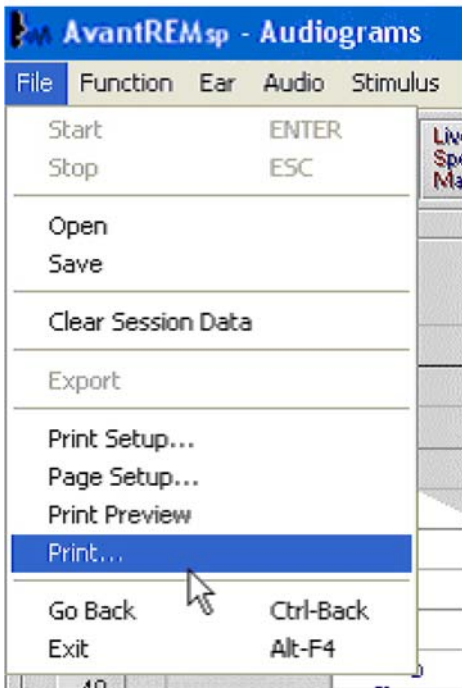 AvantREMsp - Audiograms
File Function Ear Audio Stimulus
Start ENTER
Stop ESC
Open
Save
Clear Session Data
Export
Print Setup...
Page Setup...
Print Preview
Print...
Go Back Ctrl-Back
Exit Alt-F4